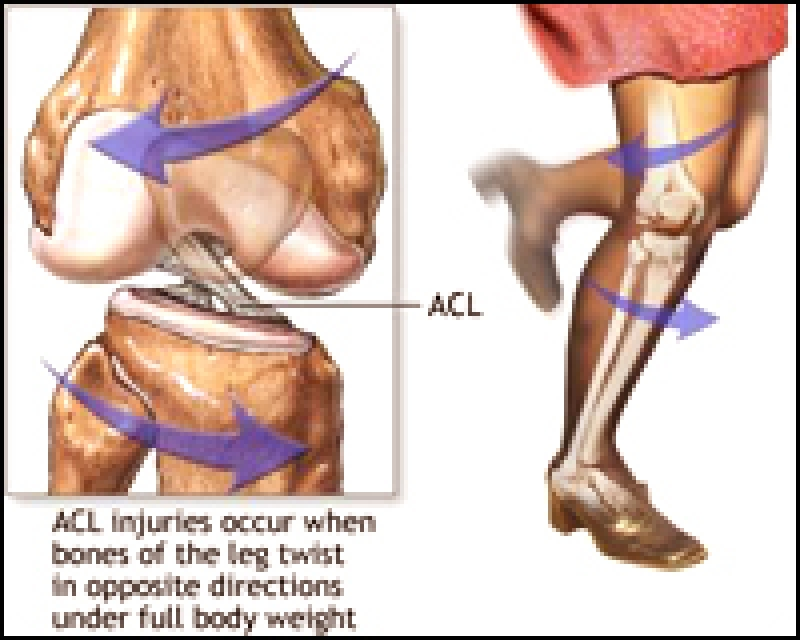 ACL
ACL injuries occur when
bones of the leg twist
in opposite directions
under full body weight